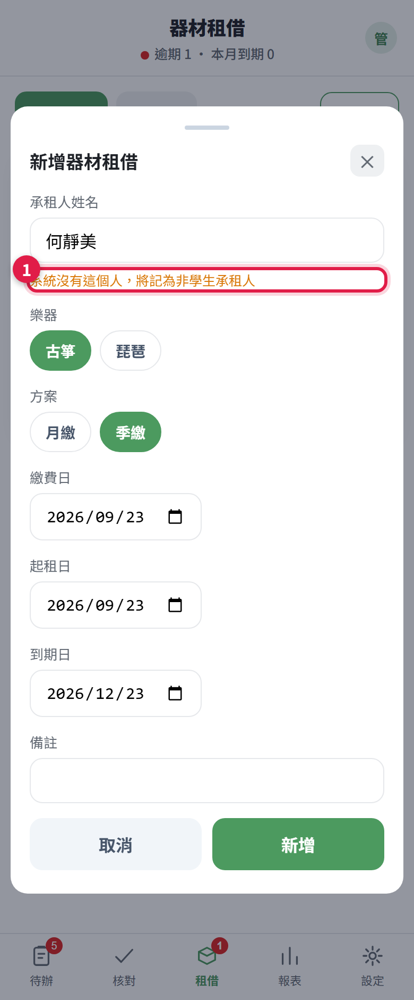 器材租借
逾期 1 · 本月到期 0
管
新增器材租借
承租人姓名
何靜美
1
系統沒有這個人，將記為非學生承租人
樂器
古箏
琵琶
方案
月繳
季繳
繳費日
2026/09/23
起租日
2026/09/23
到期日
2026/12/23
備註
取消
新增
5
1
待辦
核對
租借
報表
設定